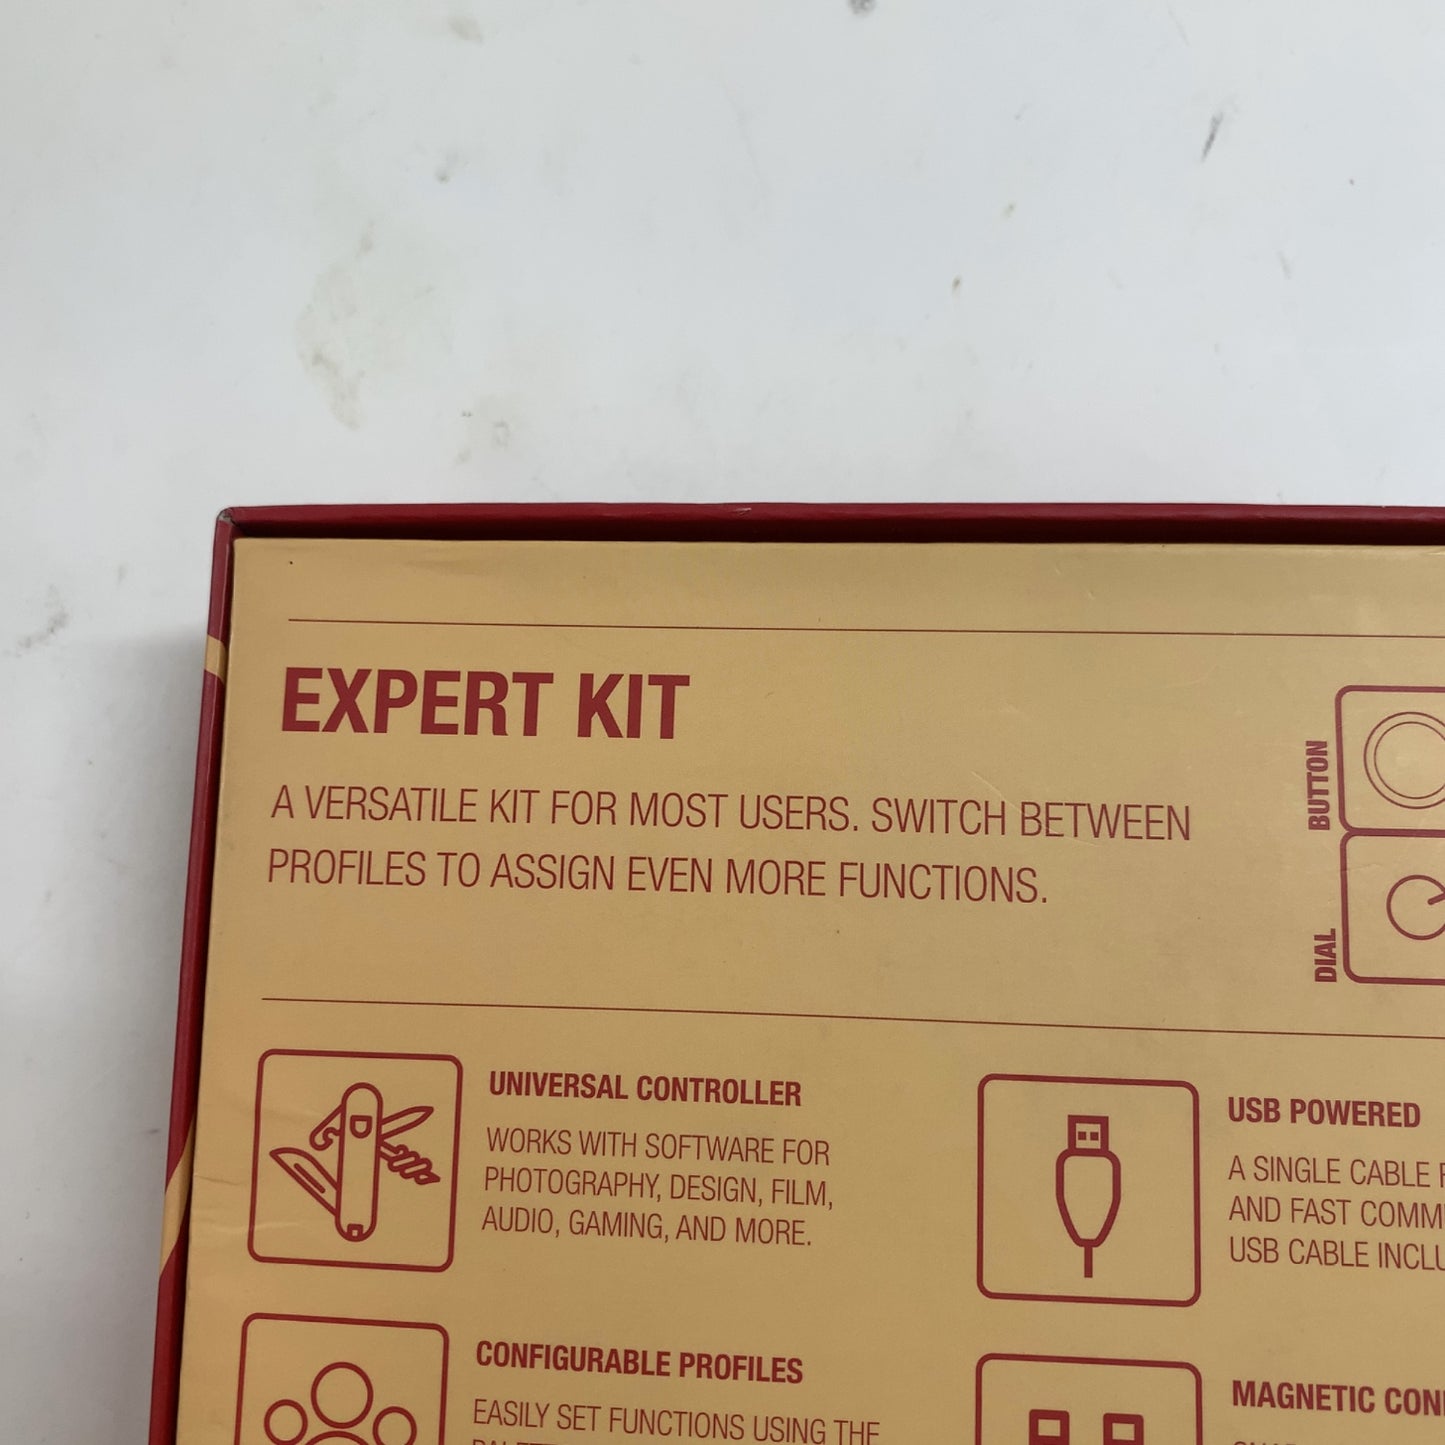 EXPERT KIT
A VERSATILE KIT FOR MOST USERS. SWITCH BETWEEN
PROFILES TO ASSIGN EVEN MORE FUNCTIONS.
BUTTON
DIAL
UNIVERSAL CONTROLLER
WORKS WITH SOFTWARE FOR
PHOTOGRAPHY, DESIGN, FILM,
AUDIO, GAMING, AND MORE.
USB POWERED
A SINGLE CABLE
AND FAST
USB CABLE
CONFIGURABLE PROFILES
EASILY SET FUNCTIONS USING THE
MAGNETIC